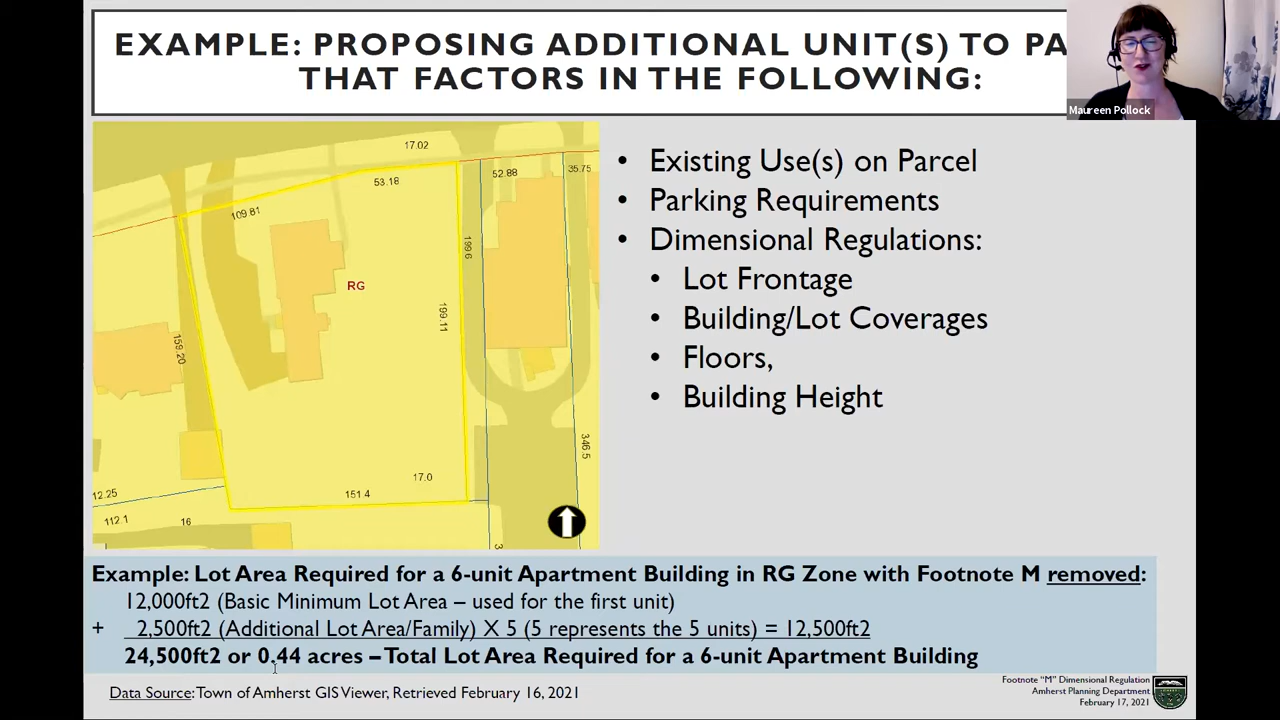 EXAMPLE: PROPOSING ADDITIONAL UNIT(S) TO PA
THAT FACTORS IN THE FOLLOWING:
Maureen Pollock
17.02
53.18
109.81
52.88
35.75
199.6
RG
199.11
159.20
346.5
17.0
151.4
12.25
112.1
16
3
• Existing Use(s) on Parcel
• Parking Requirements
• Dimensional Regulations:
• Lot Frontage
• Building/Lot Coverages
• Floors,
• Building Height
Example: Lot Area Required for a 6-unit Apartment Building in RG Zone with Footnote M removed:
12,000ft2 (Basic Minimum Lot Area – used for the first unit)
+ 2,500ft2 (Additional Lot Area/Family) X 5 (5 represents the 5 units) = 12,500ft2
24,500ft2 or 0.44 acres – Total Lot Area Required for a 6-unit Apartment Building
Data Source: Town of Amherst GIS Viewer, Retrieved February 16, 2021
Footnote "M" Dimensional Regulation
Amherst Planning Department
February 17, 2021